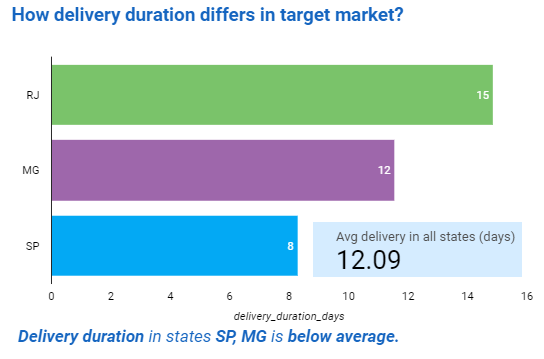 How delivery duration differs in target market?
RJ
15
MG
12
SP
8
Avg delivery in all states (days)
12.09
0 2 4 6 8 10 12 14 16
delivery_duration_days
Delivery duration in states SP, MG is below average.